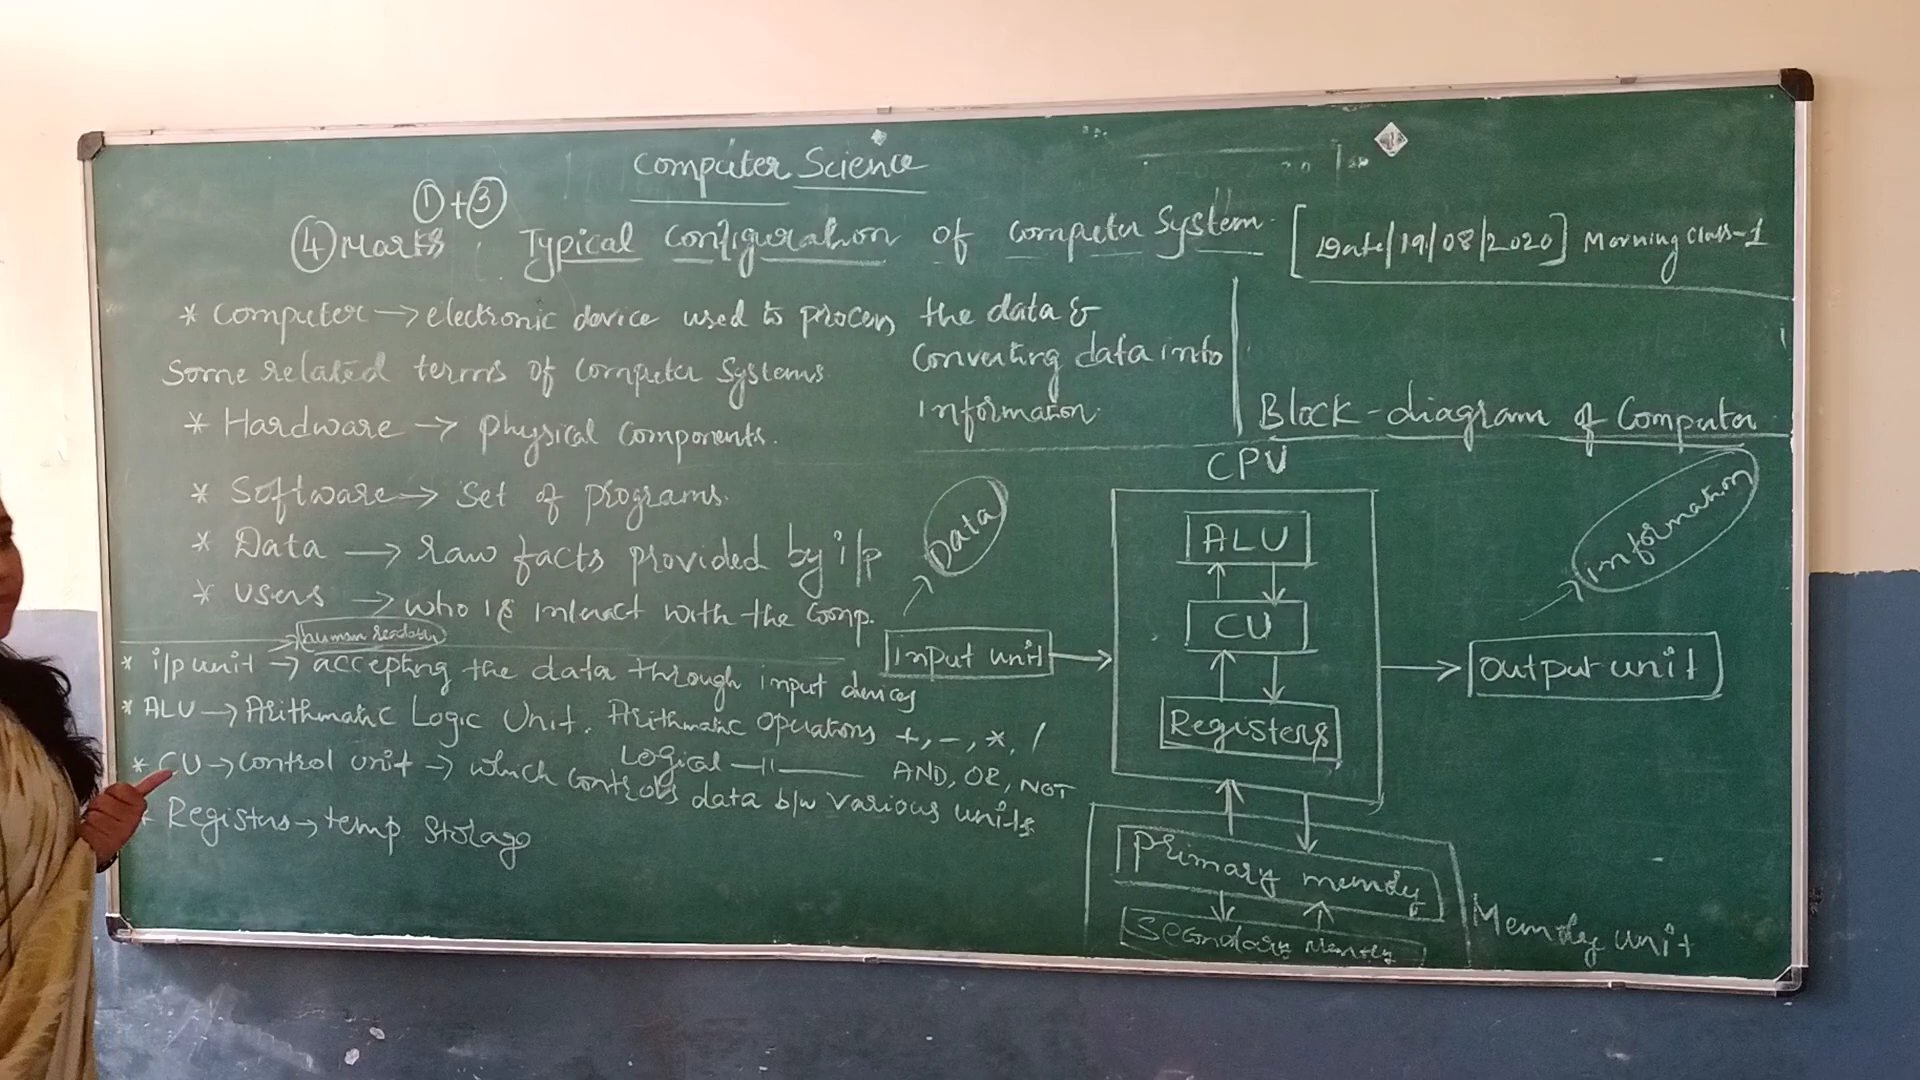 Computer Science
① + ③
④ Marks : Typical Configuration of Computer System [Date/19/08/2020] Morning Class-1
* Computer → electronic device used to process the data &
Converting data into
information.
Some related terms of Computer Systems
* Hardware → physical components.
* Software → Set of programs.
* Data → raw facts provided by i/p
* Users → who is interact with the Comp.
human readable
* i/p unit → accepting the data through input devices
* ALU → Arithmatic Logic Unit. Arithmatic operations +, -, *, /
Logical —11— AND, OR, NOT
* CU → Control unit → which controls data b/w various units
* Registers → temp storage
Block-diagram of Computer
CPU
Data
information
ALU
CU
Registers
Input unit
Output unit
Primary memory
Secondary Memory
Memory unit